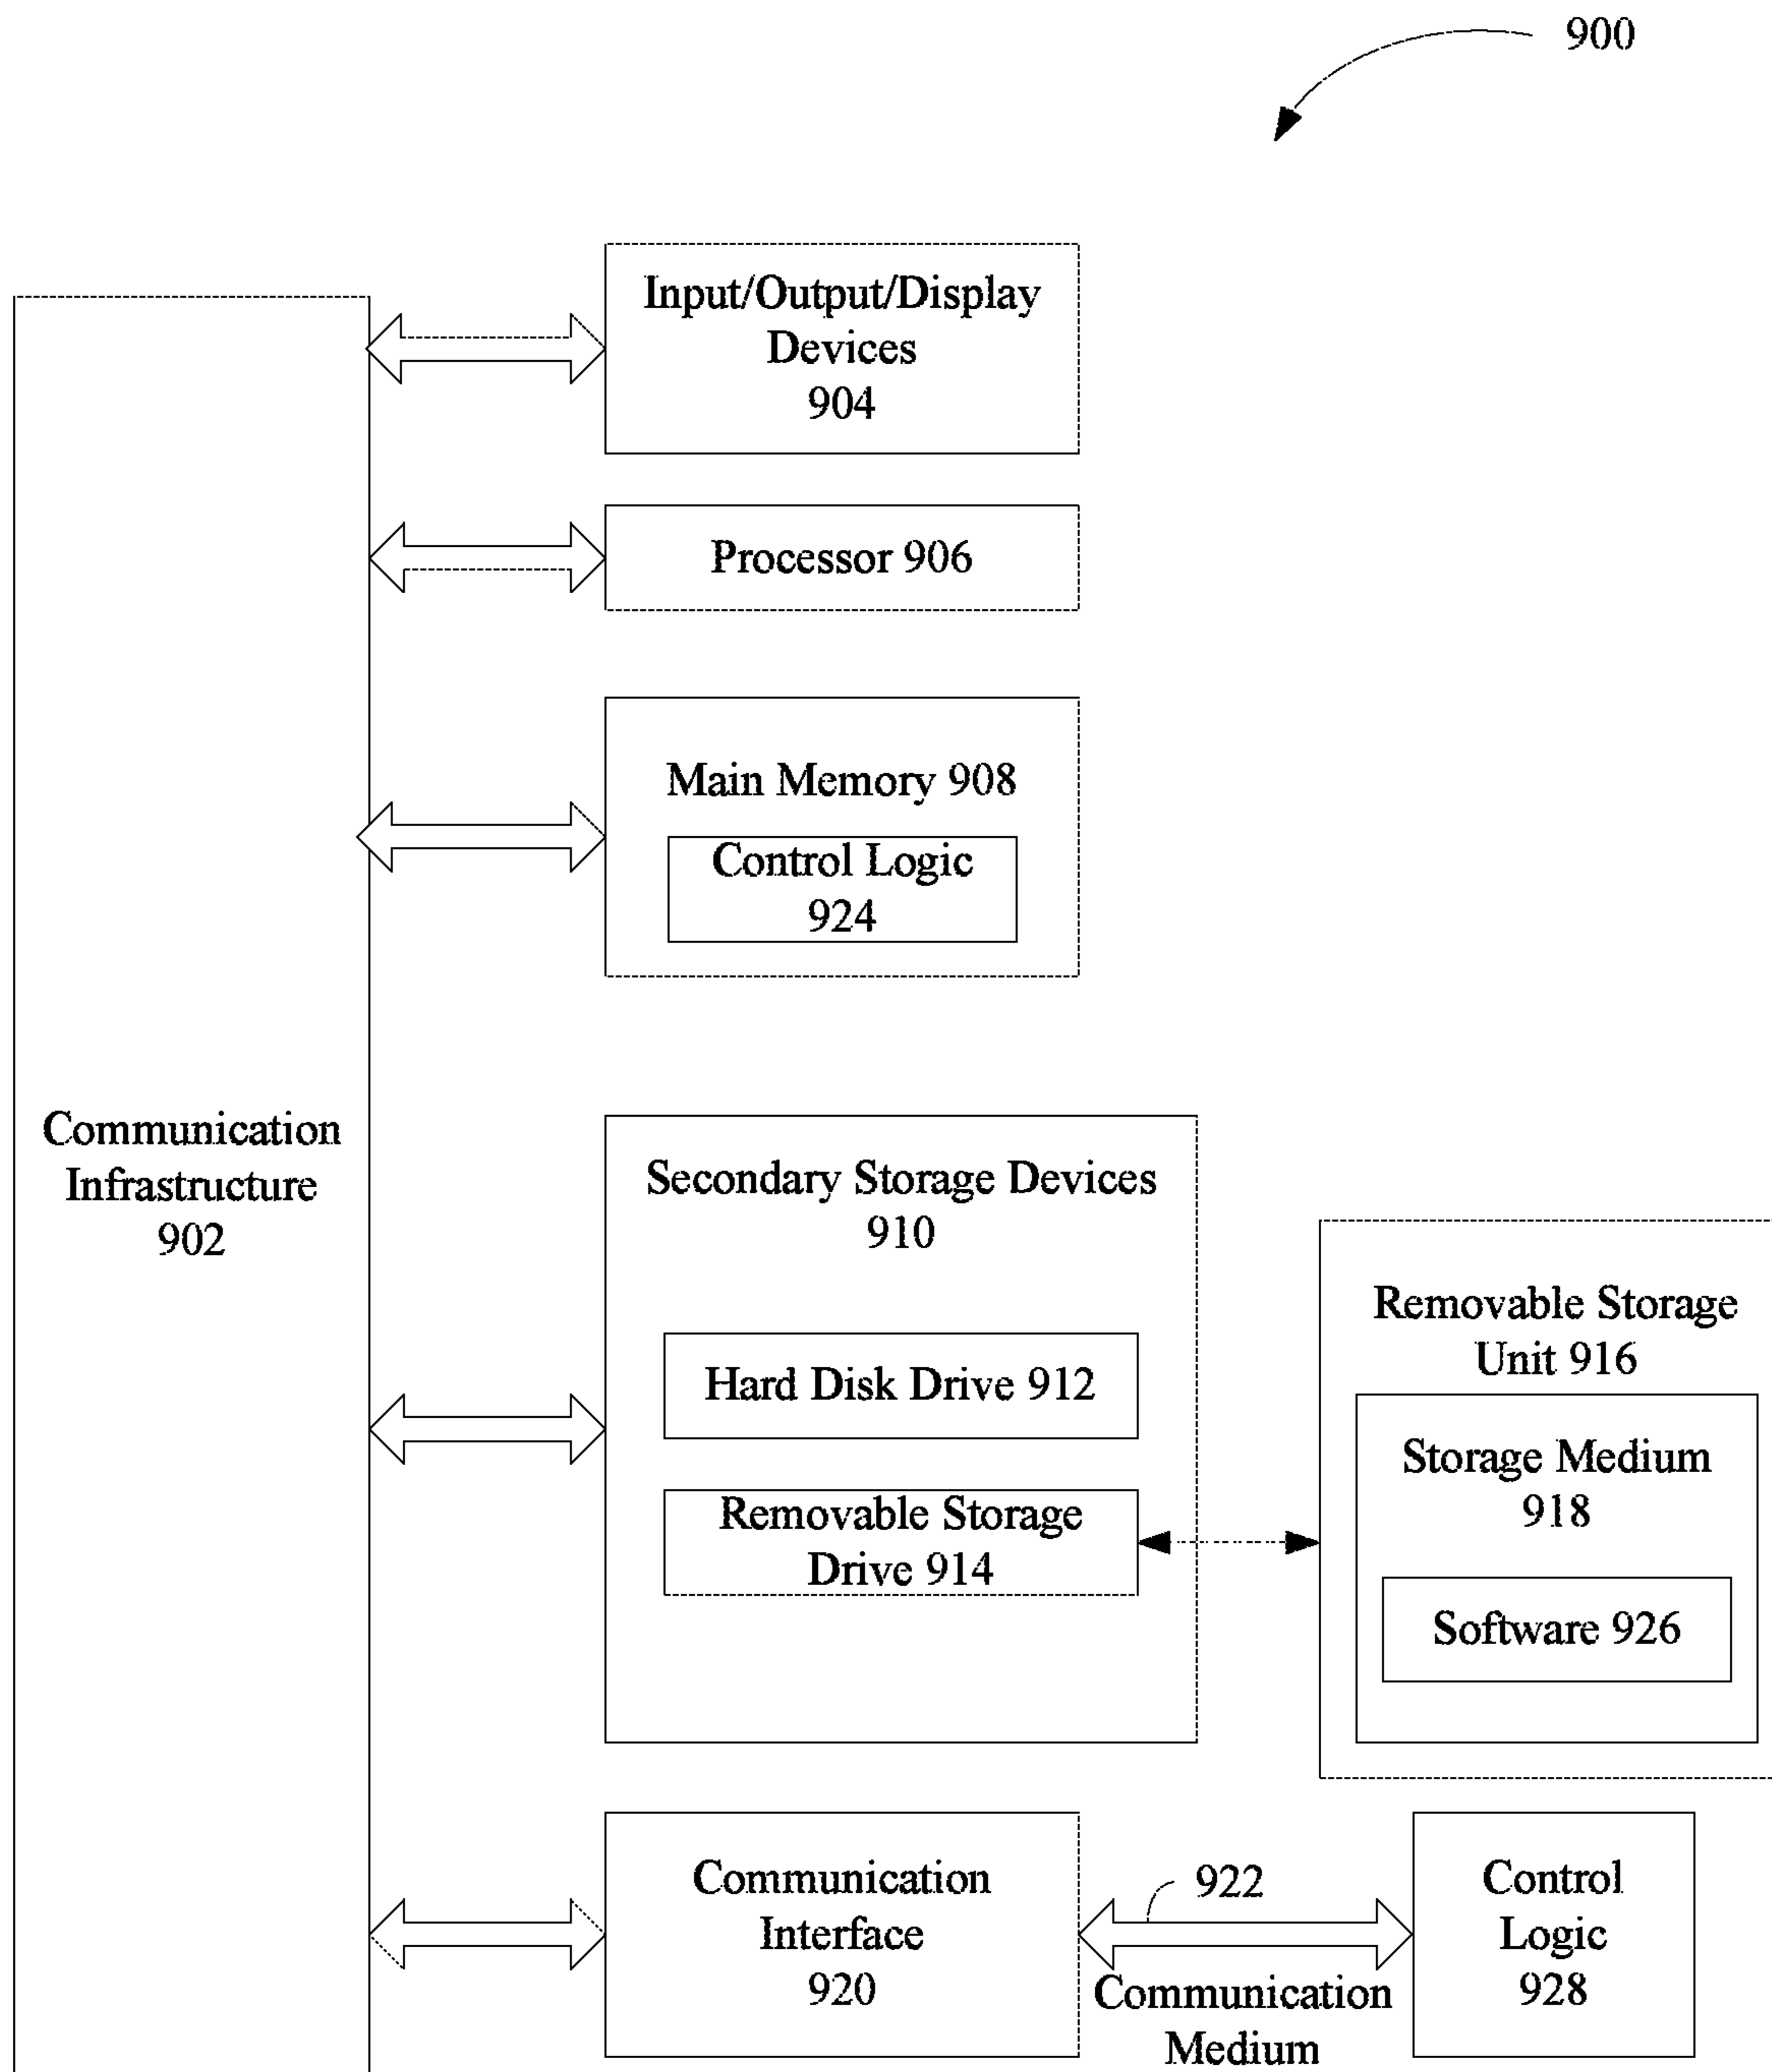 900
Input/Output/Display
Devices
904
Processor 906
Main Memory 908
Control Logic
924
Communication
Infrastructure
902
Secondary Storage Devices
910
Hard Disk Drive 912
Removable Storage
Drive 914
Removable Storage
Unit 916
Storage Medium
918
Software 926
Communication
Interface
920
922
Communication
Medium
Control
Logic
928